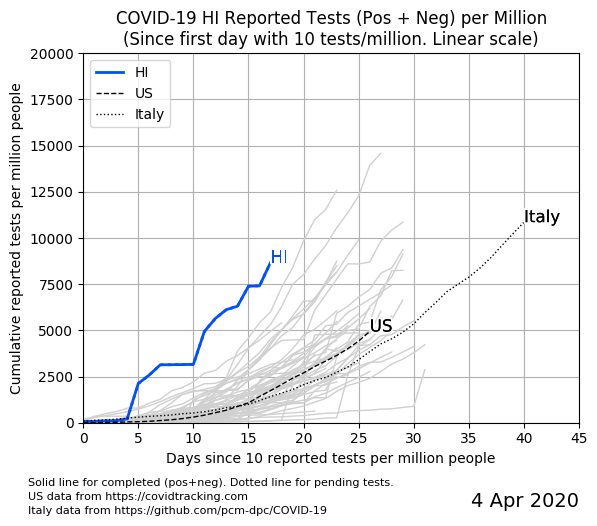 COVID-19 HI Reported Tests (Pos + Neg) per Million
(Since first day with 10 tests/million. Linear scale)
Cumulative reported tests per million people
20000
17500
15000
12500
10000
7500
5000
2500
0
HI
US
Italy
Italy
HI
US
0 5 10 15 20 25 30 35 40 45
Days since 10 reported tests per million people
Solid line for completed (pos+neg). Dotted line for pending tests.
US data from https://covidtracking.com
Italy data from https://github.com/pcm-dpc/COVID-19
4 Apr 2020